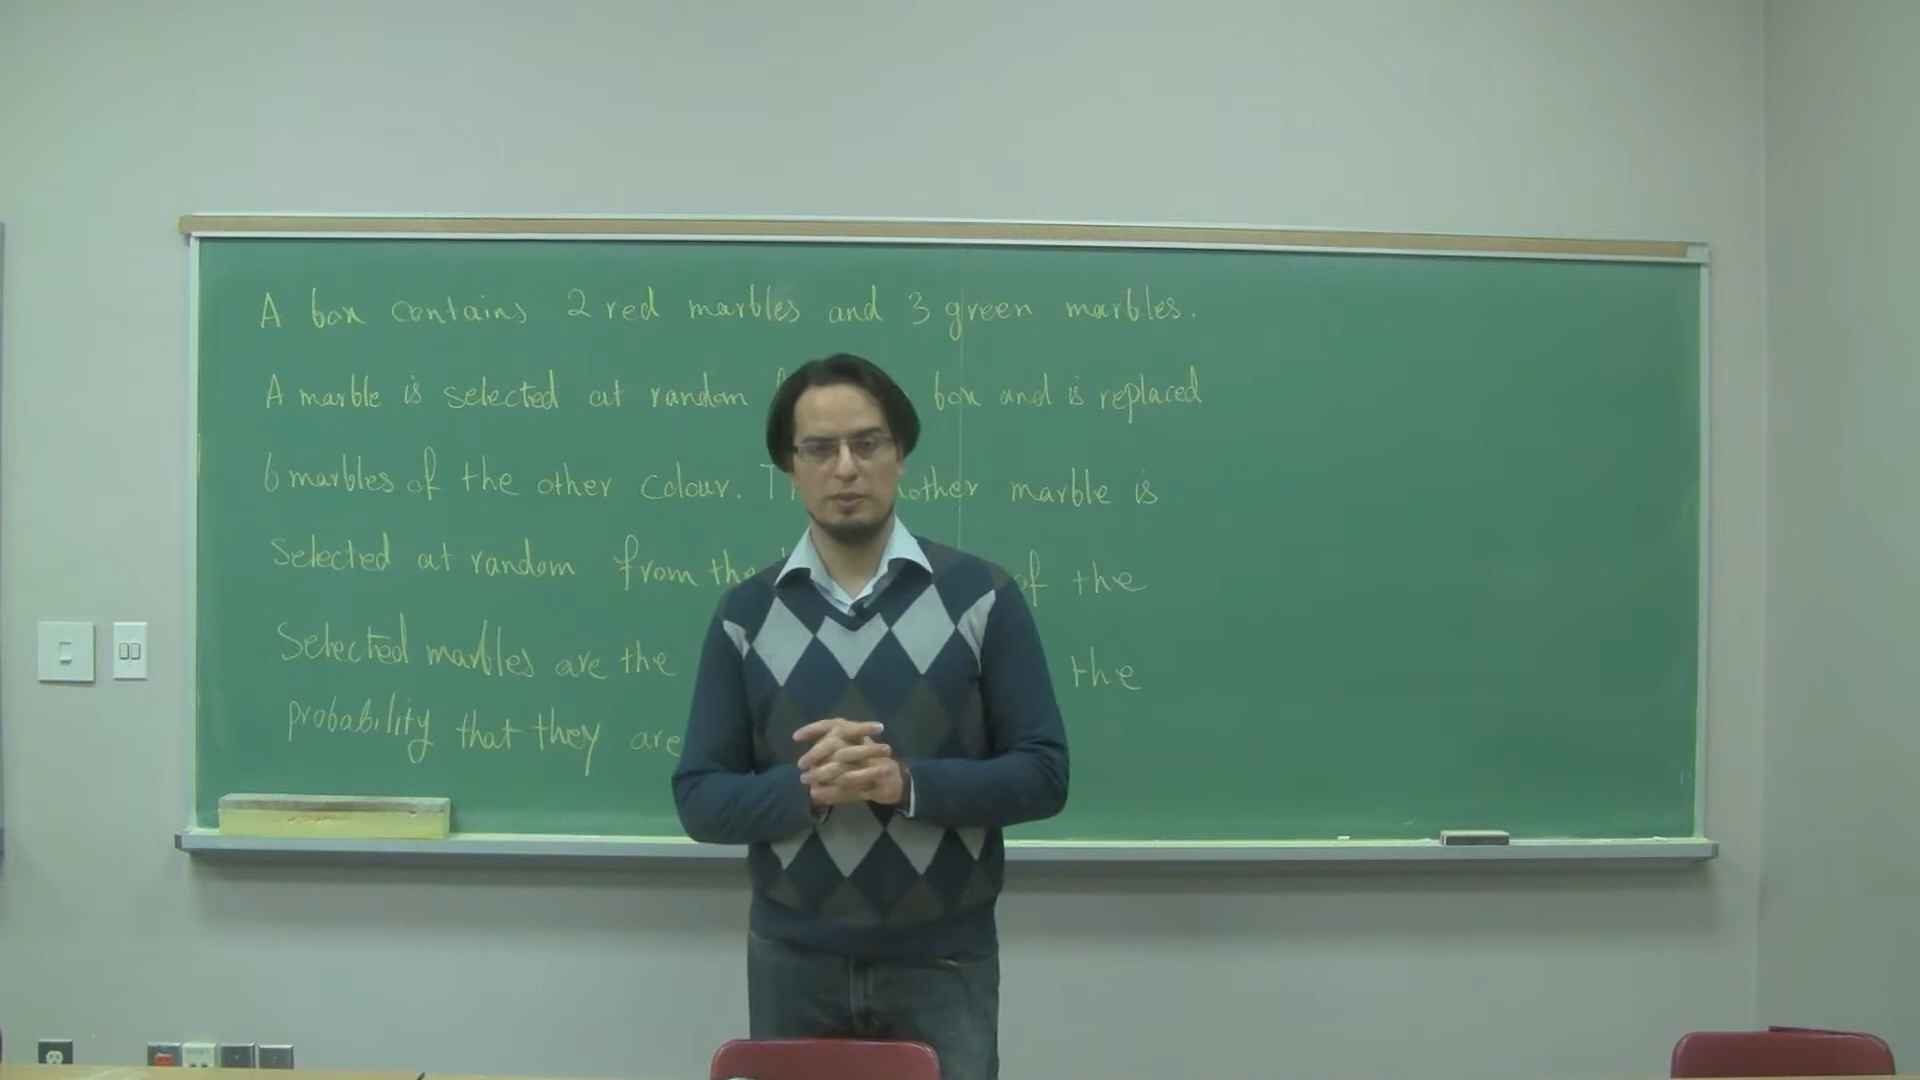 A box contains 2 red marbles and 3 green marbles.
A marble is selected at random box and is replaced
6 marbles of the other colour. marble is
selected at random from the of the
Selected marbles are the the
probability that they are